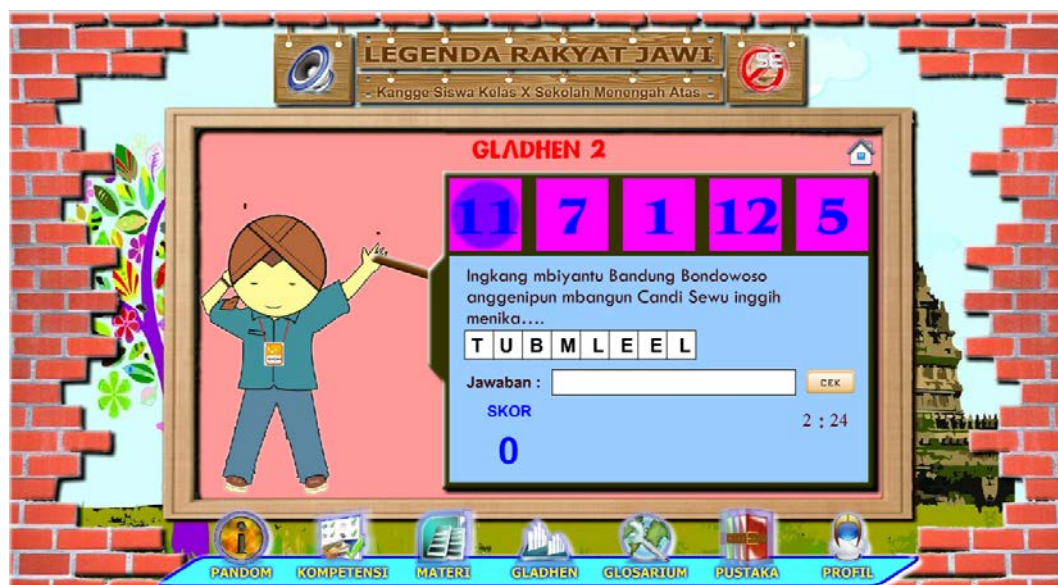 LEGENDA RAKYAT JAWI
Kangge Siswa Kelas X Sekolah Menengah Atas
SE
GLADHEN 2
11 7 1 12 5
Ingkang mbiyantu Bandung Bondowoso
anggenipun mbangun Candi Sewu inggih
menika....
T U B M L E E L
Jawaban :
CEK
SKOR
2 : 24
0
PANDOM KOMPETENSI MATERI GLADHEN GLOSARIUM PUSTAKA PROFIL